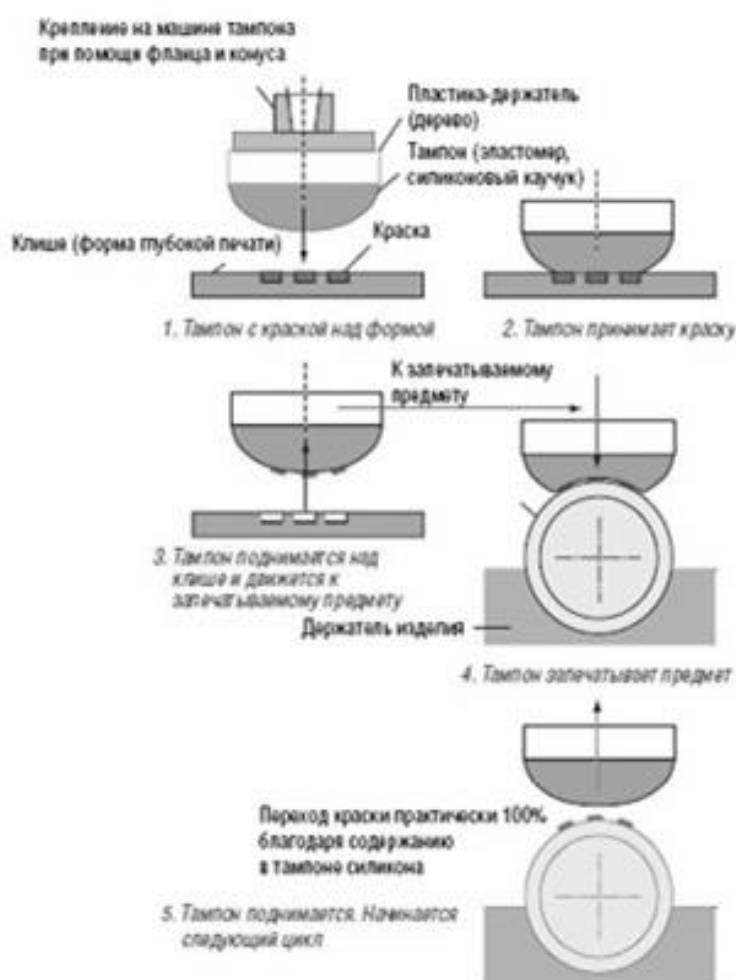 Крепление на машине тампона
при помощи фланца и конуса
Пластина-держатель
(дерево)
Тампон (эластомер,
силиконовый каучук)
Клише (форма глубокой печати)
Краска
1. Тампон с краской над формой
2. Тампон принимает краску
К запечатываемому
предмету
3. Тампон поднимается над
клише и движется к
запечатываемому предмету
Держатель изделия
4. Тампон запечатывает предмет
Переход краски практически 100%
благодаря содержанию
в тампоне силикона
5. Тампон поднимается. Начинается
следующий цикл